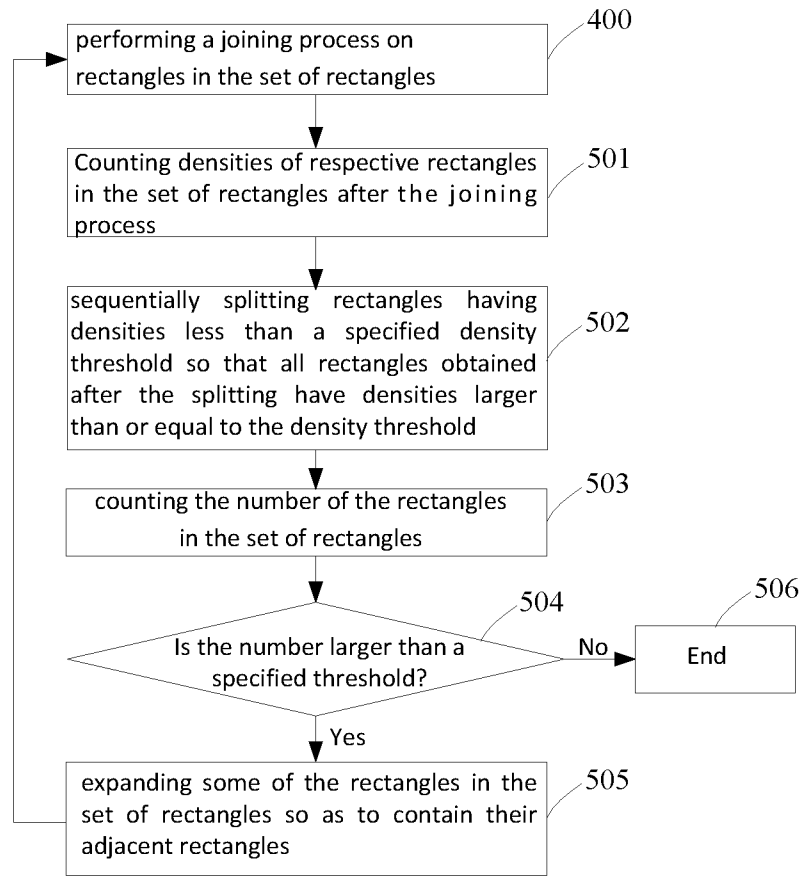 performing a joining process on
rectangles in the set of rectangles
400
Counting densities of respective rectangles
in the set of rectangles after the joining
process
501
sequentially splitting rectangles having
densities less than a specified density
threshold so that all rectangles obtained
after the splitting have densities larger
than or equal to the density threshold
502
counting the number of the rectangles
in the set of rectangles
503
Is the number larger than a
specified threshold?
504
No
End
506
Yes
expanding some of the rectangles in the
set of rectangles so as to contain their
adjacent rectangles
505